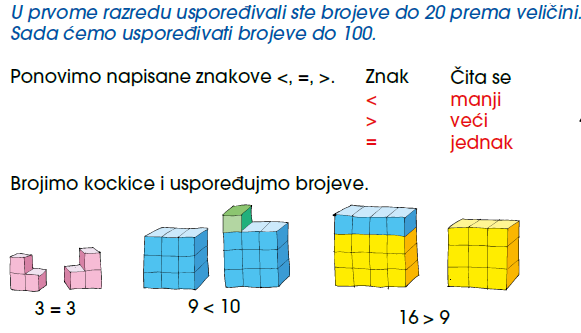 U prvome razredu uspoređivali ste brojeve do 20 prema veličini.
Sada ćemo uspoređivati brojeve do 100.
Ponovimo napisane znakove <, =, >. Znak Čita se
< manji
> veći
= jednak
Brojimo kockice i uspoređujmo brojeve.
3 = 3 9 < 10 16 > 9